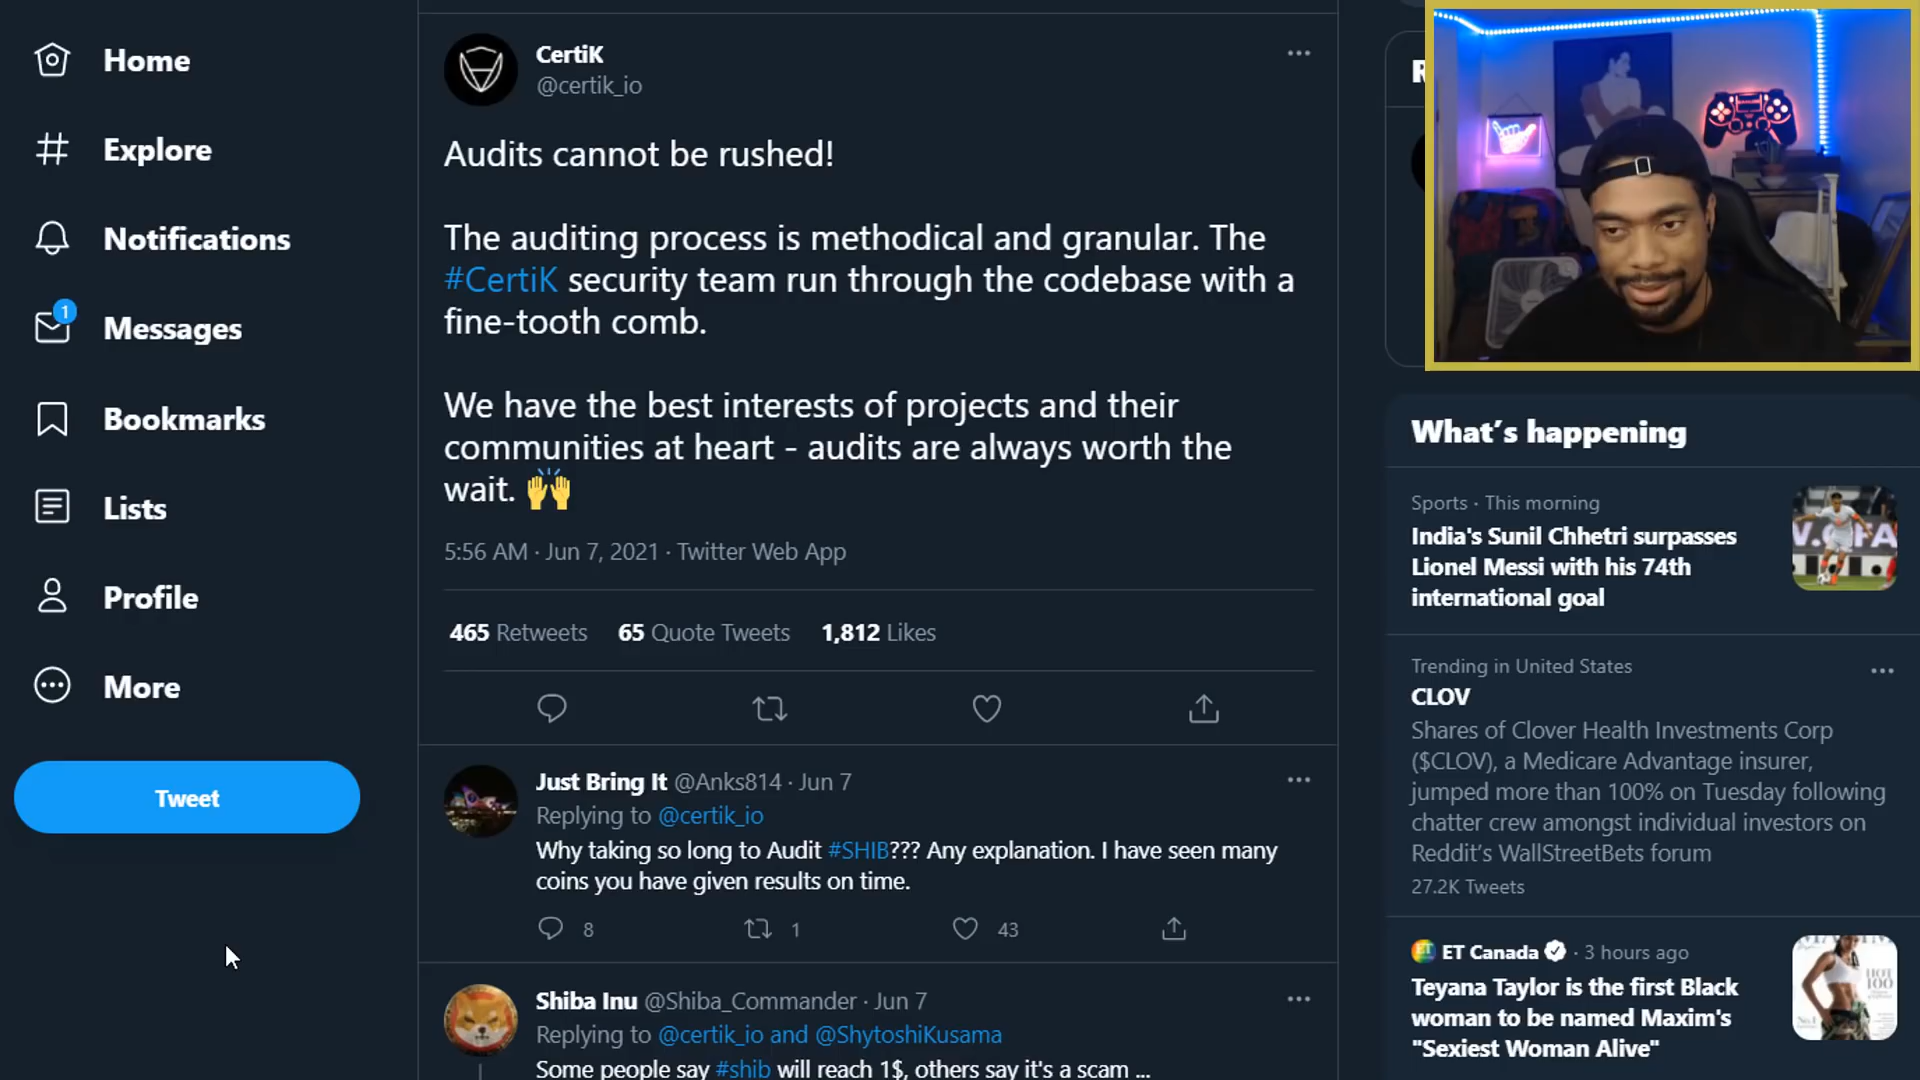 Home
Explore
Notifications
1
Messages
Bookmarks
Lists
Profile
More
Tweet
CertiK
@certik_io
Audits cannot be rushed!
The auditing process is methodical and granular. The
#CertiK security team run through the codebase with a
fine-tooth comb.
We have the best interests of projects and their
communities at heart - audits are always worth the
wait. 🙌
5:56 AM · Jun 7, 2021 · Twitter Web App
465 Retweets 65 Quote Tweets 1,812 Likes
Just Bring It @Anks814 · Jun 7
Replying to @certik_io
Why taking so long to Audit #SHIB??? Any explanation. I have seen many
coins you have given results on time.
8 1 43
Shiba Inu @Shiba_Commander · Jun 7
Replying to @certik_io and @ShytoshiKusama
Some people say #shib will reach 1$, others say it's a scam ...
What's happening
Sports · This morning
India's Sunil Chhetri surpasses
Lionel Messi with his 74th
international goal
Trending in United States
CLOV
Shares of Clover Health Investments Corp
($CLOV), a Medicare Advantage insurer,
jumped more than 100% on Tuesday following
chatter crew amongst individual investors on
Reddit's WallStreetBets forum
27.2K Tweets
ET Canada · 3 hours ago
Teyana Taylor is the first Black
woman to be named Maxim's
"Sexiest Woman Alive"
HOT
100